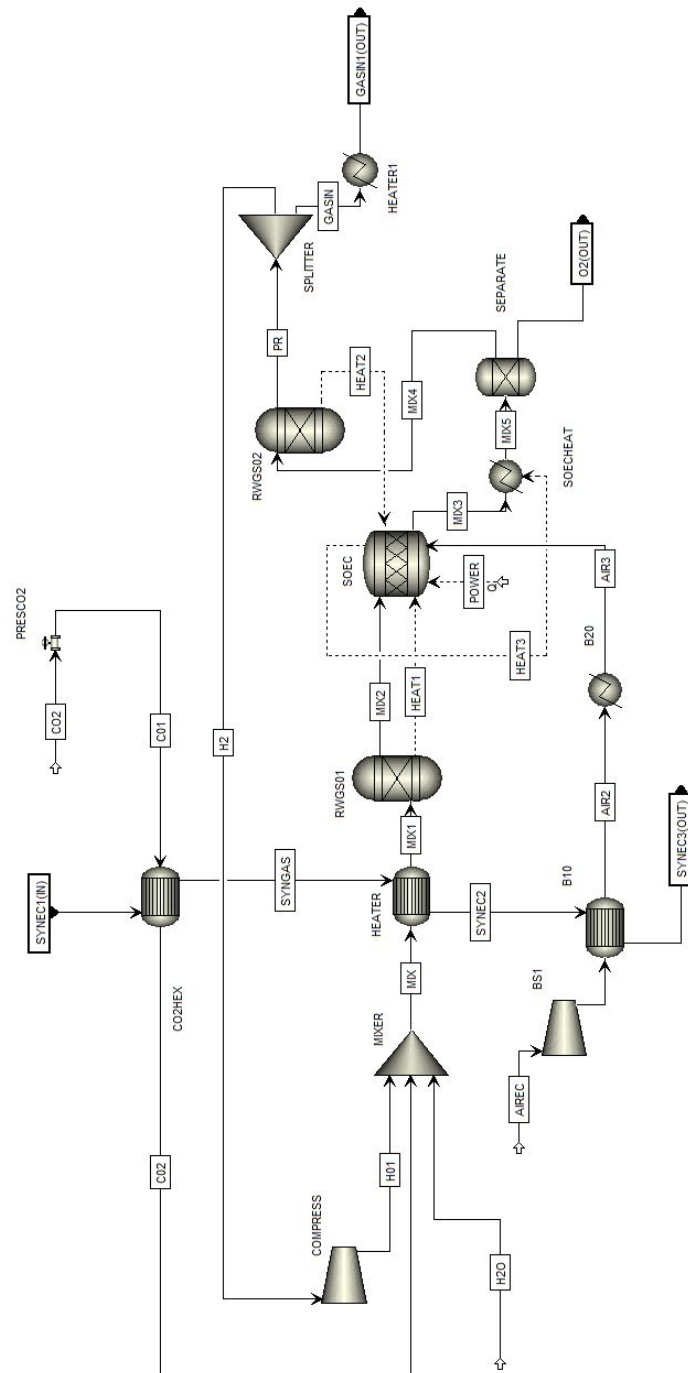 GASIN1(OUT)
HEATER1
GASIN
SPLITTER
O2(OUT)
SEPARATE
PR
HEAT2
MIX4
RWGS02
MIX5
SOECHEAT
MIX3
SOEC
POWER
Q
AIR3
PRESCO2
HEAT3
B20
CO2
H2
MIX2
HEAT1
C01
RWGS01
AIR2
MIX1
SYNEC3(OUT)
SYNEC1(IN)
SYNGAS
HEATER
SYNEC2
B10
CO2HEX
MIX
BS1
MIXER
AIREC
C02
H01
COMPRESS
H2O